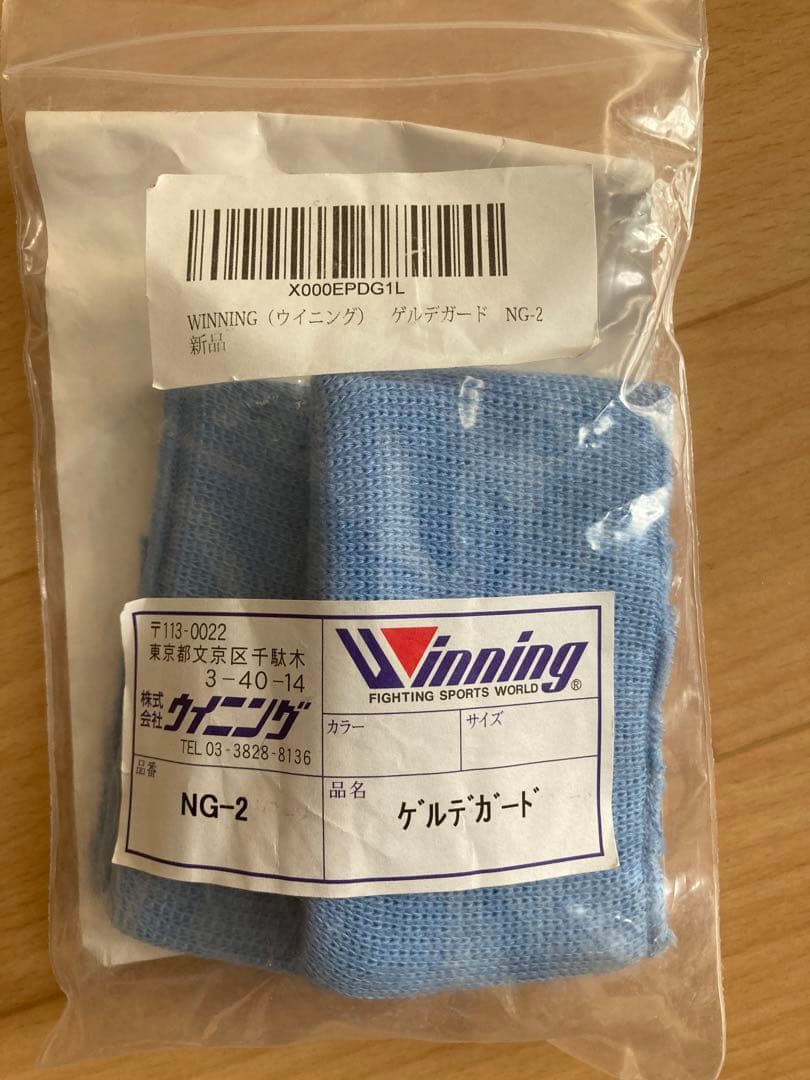 X000EPDG1L
WINNING（ウイニング） ゲルデガード NG-2
新品
〒113-0022
東京都文京区千駄木
3-40-14
株式会社ウイニング
TEL 03-3828-8136
Winning®
FIGHTING SPORTS WORLD
カラー
サイズ
品番
NG-2
品名
ｹﾞﾙﾃﾞｶﾞｰﾄﾞ